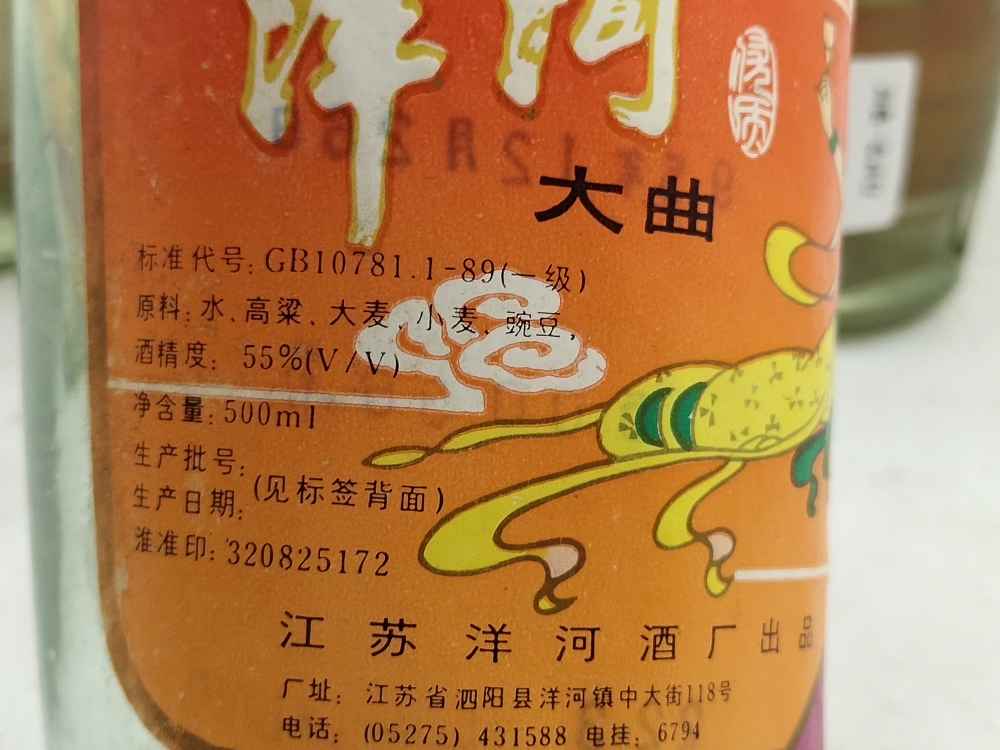 洋河
优质
大曲
标准代号:GB10781.1-89(一级)
原料:水、高粱、大麦、小麦、豌豆,
酒精度: 55%(V/V)
净含量:500ml
生产批号:
生产日期:
(见标签背面)
淮准印:320825172
江苏洋河酒厂出品
厂址: 江苏省泗阳县洋河镇中大街118号
电话: (05275) 431588 电挂: 6794